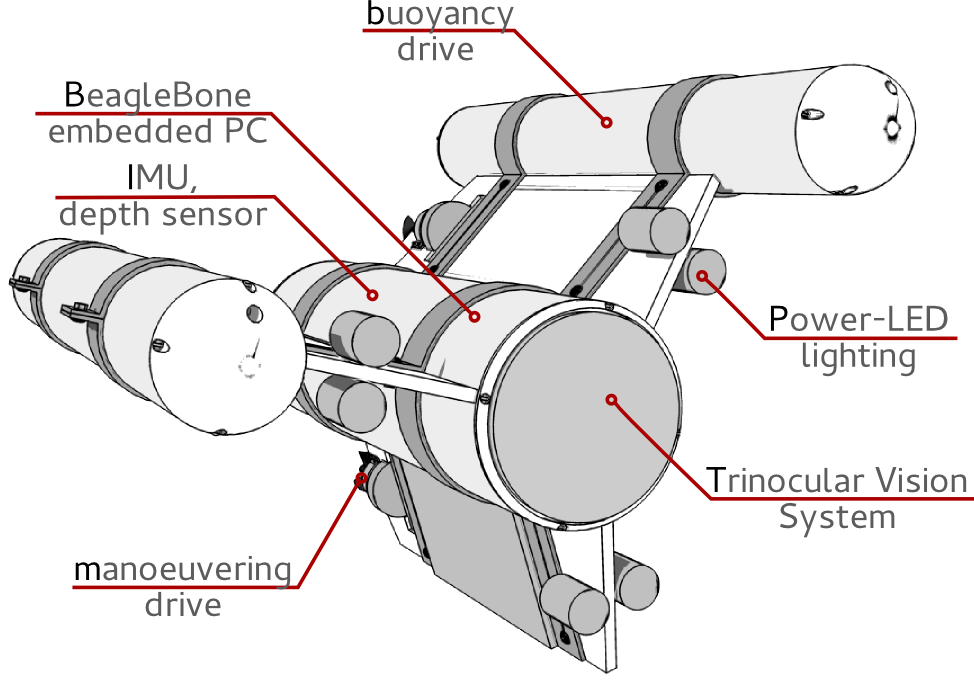 buoyancy
drive
BeagleBone
embedded PC
IMU,
depth sensor
Power-LED
lighting
Trinocular Vision
System
manoeuvering
drive